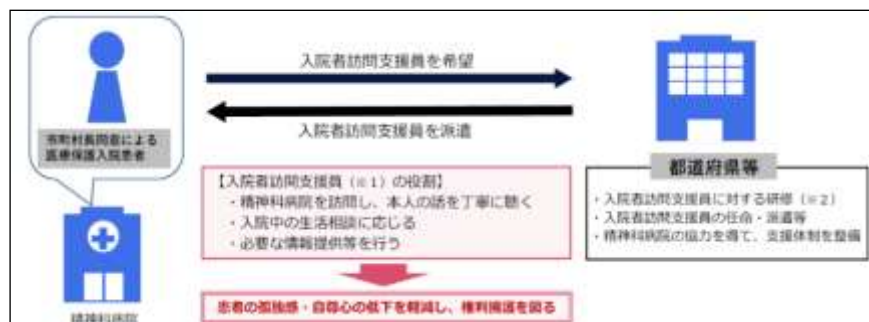 入院者訪問支援員を希望
入院者訪問支援員を派遣
市町村長同意による
医療保護入院患者
精神科病院
【入院者訪問支援員（※1）の役割】
・精神科病院を訪問し、本人の話を丁寧に聴く
・入院中の生活相談に応じる
・必要な情報提供等を行う
患者の孤独感・自尊心の低下を軽減し、権利擁護を図る
都道府県等
・入院者訪問支援員に対する研修（※2）
・入院者訪問支援員の任命・派遣等
・精神科病院の協力を得て、支援体制を整備